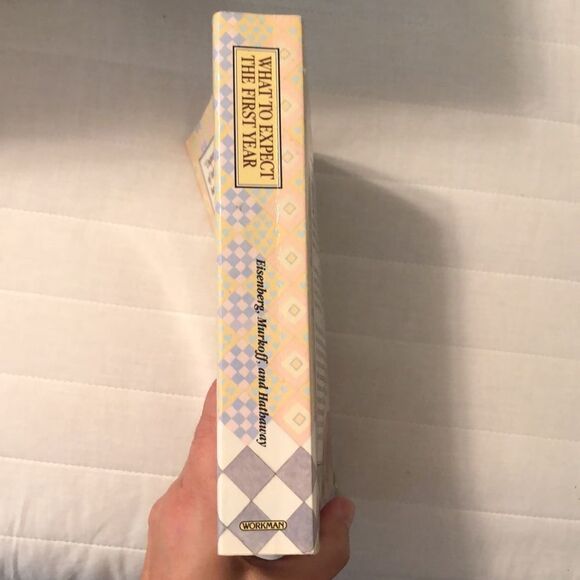 WHAT TO EXPECT
THE FIRST YEAR
Eisenberg, Murkoff, and Hathaway
WORKMAN